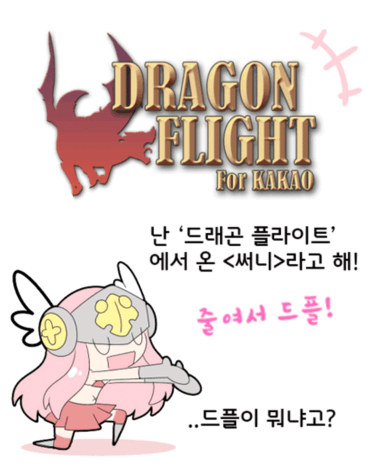 DRAGON
FLIGHT
For KAKAO
난 ‘드래곤 플라이트’
에서 온 <써니>라고 해!
줄여서 드플!
..드플이 뭐냐고?